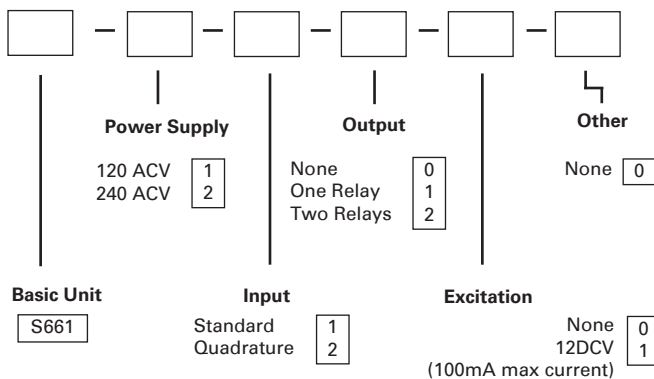 Power Supply
120 ACV 1
240 ACV 2
Output
None 0
One Relay 1
Two Relays 2
Other
None 0
Basic Unit
S661
Input
Standard 1
Quadrature 2
Excitation
None 0
12DCV 1
(100mA max current)